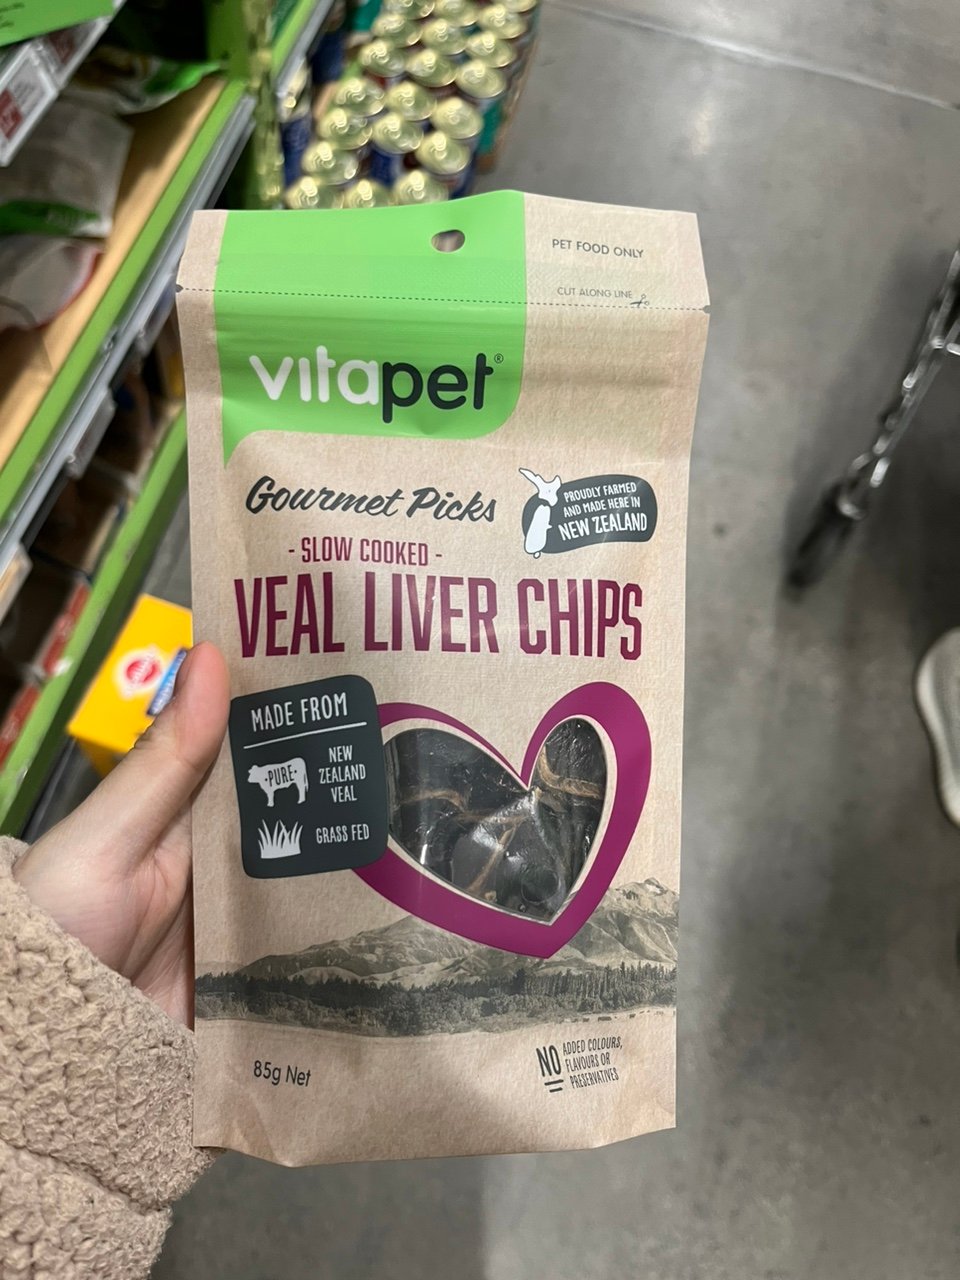 PET FOOD ONLY
CUT ALONG LINE
vitapet®
Gourmet Picks
PROUDLY FARMED
AND MADE HERE IN
NEW ZEALAND
- SLOW COOKED -
VEAL LIVER CHIPS
MADE FROM
·PURE·
NEW
ZEALAND
VEAL
GRASS FED
85g Net
NO
ADDED COLOURS,
FLAVOURS OR
PRESERVATIVES